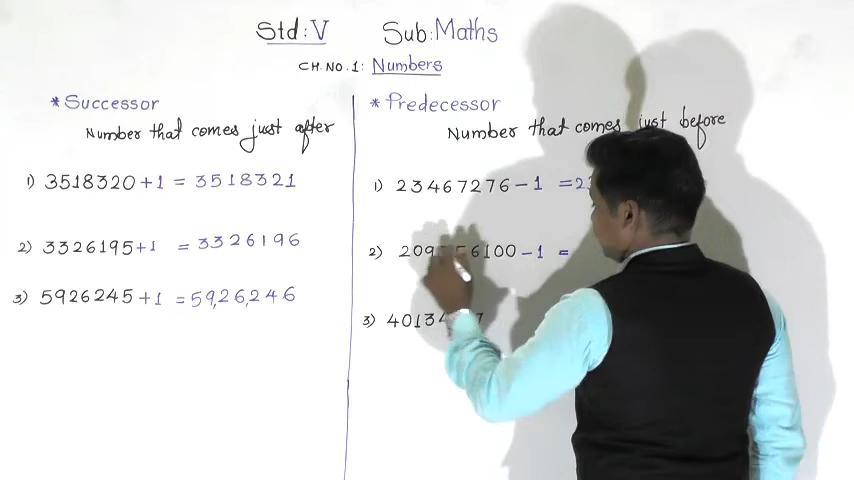 Std: V Sub: Maths
CH. NO. 1: Numbers
* Successor
Number that comes just after
1) 3518320 +1 = 3518321
2) 3326195 +1 = 3326196
3) 5926245 +1 = 59,26,246
* Predecessor
Number that comes just before
1) 23467276 - 1 =
2) - 1 =
3)